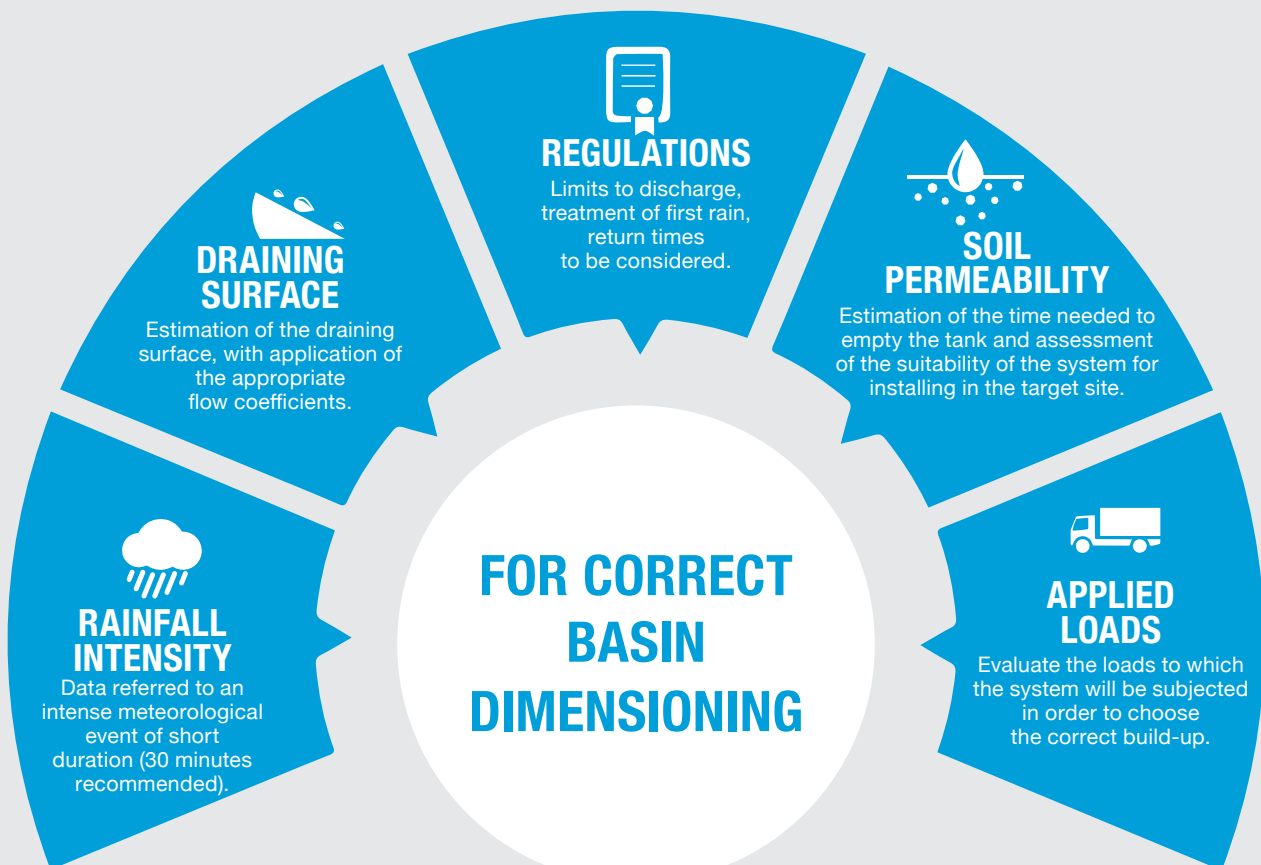 RAINFALL
INTENSITY
Data referred to an
intense meteorological
event of short
duration (30 minutes
recommended).
DRAINING
SURFACE
Estimation of the draining
surface, with application of
the appropriate
flow coefficients.
REGULATIONS
Limits to discharge,
treatment of first rain,
return times
to be considered.
SOIL
PERMEABILITY
Estimation of the time needed to
empty the tank and assessment
of the suitability of the system for
installing in the target site.
APPLIED
LOADS
Evaluate the loads to which
the system will be subjected
in order to choose
the correct build-up.
FOR CORRECT
BASIN
DIMENSIONING